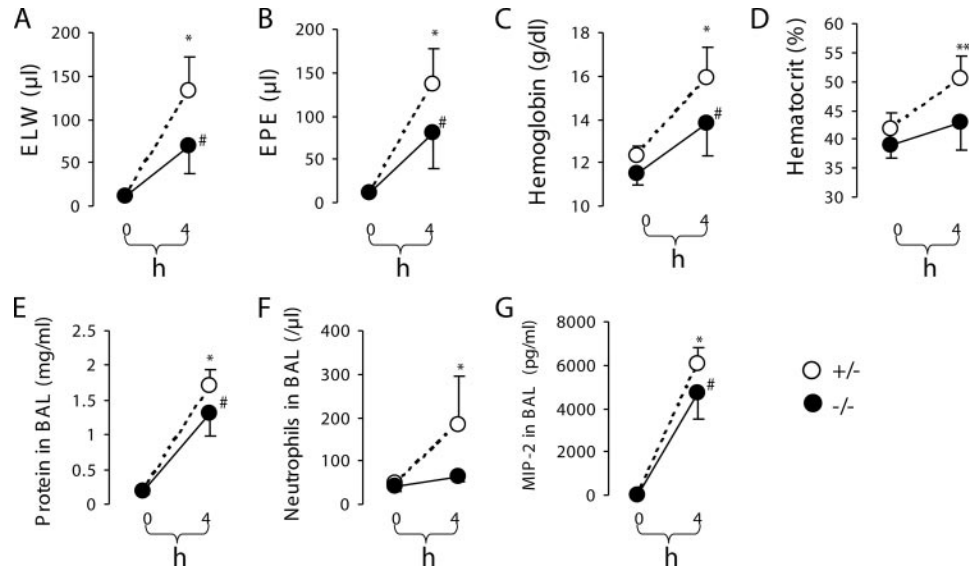 A
ELW (µl)
200
150
100
50
0
*
#
0 4
h
B
EPE (µl)
200
150
100
50
0
*
#
0 4
h
C
Hemoglobin (g/dl)
18
16
14
12
10
*
#
0 4
h
D
Hematocrit (%)
60
55
50
45
40
35
30
**
0 4
h
E
Protein in BAL (mg/ml)
2.5
2
1.5
1
0.5
0
*
#
0 4
h
F
Neutrophils in BAL (/µl)
400
300
200
100
0
*
0 4
h
G
MIP-2 in BAL (pg/ml)
8000
6000
4000
2000
0
*
#
0 4
h
+/-
-/-